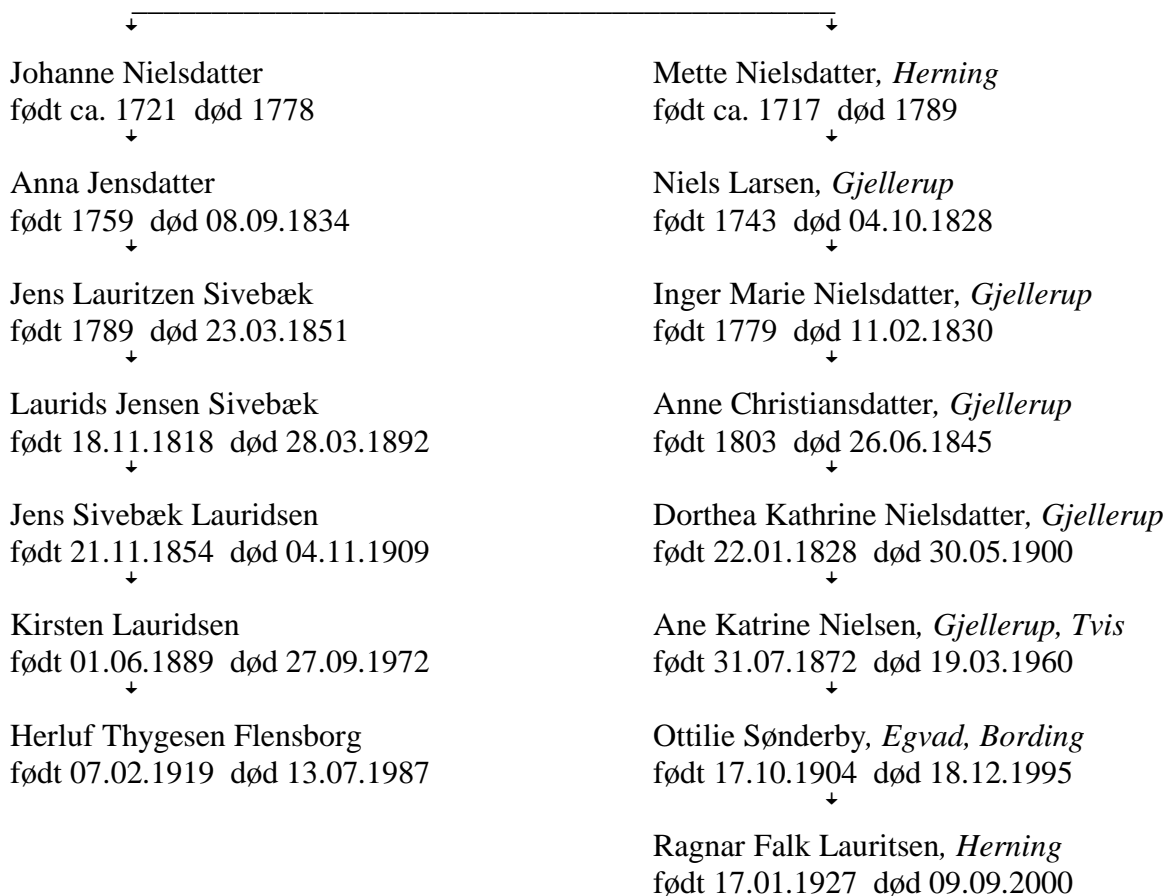 Johanne Nielsdatter
født ca. 1721  død 1778
Anna Jensdatter
født 1759  død 08.09.1834
Jens Lauritzen Sivebæk
født 1789  død 23.03.1851
Laurids Jensen Sivebæk
født 18.11.1818  død 28.03.1892
Jens Sivebæk Lauridsen
født 21.11.1854  død 04.11.1909
Kirsten Lauridsen
født 01.06.1889  død 27.09.1972
Herluf Thygesen Flensborg
født 07.02.1919  død 13.07.1987
Mette Nielsdatter, Herning
født ca. 1717  død 1789
Niels Larsen, Gjellerup
født 1743  død 04.10.1828
Inger Marie Nielsdatter, Gjellerup
født 1779  død 11.02.1830
Anne Christiansdatter, Gjellerup
født 1803  død 26.06.1845
Dorthea Kathrine Nielsdatter, Gjellerup
født 22.01.1828  død 30.05.1900
Ane Katrine Nielsen, Gjellerup, Tvis
født 31.07.1872  død 19.03.1960
Ottilie Sønderby, Egvad, Bording
født 17.10.1904  død 18.12.1995
Ragnar Falk Lauritsen, Herning
født 17.01.1927  død 09.09.2000